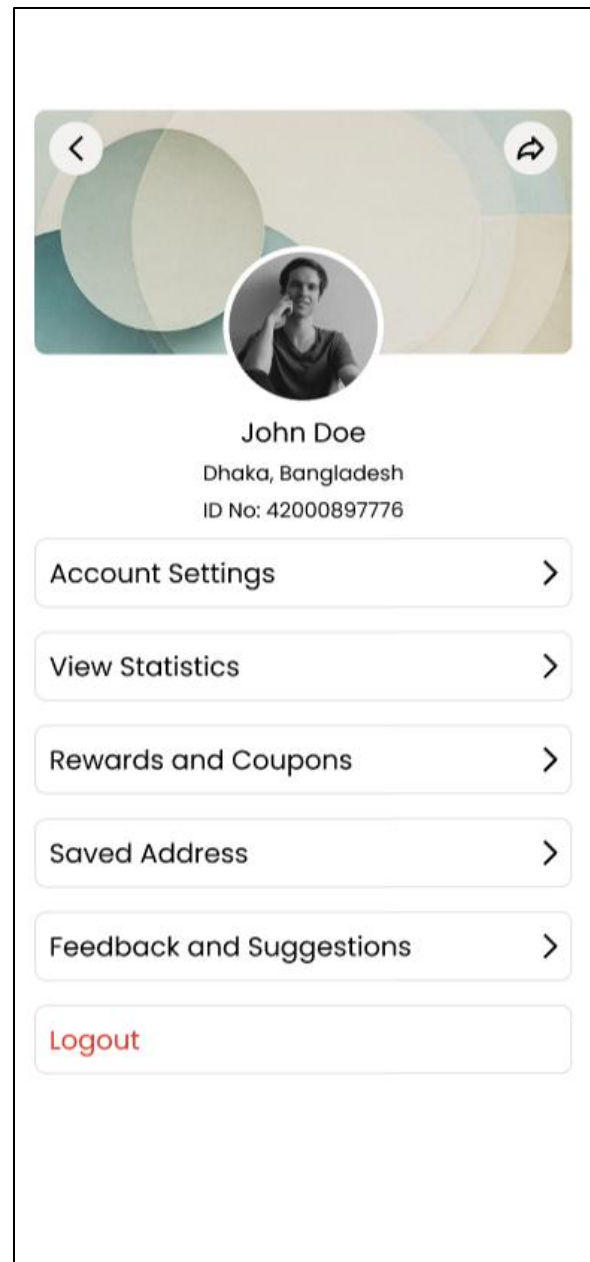 John Doe
Dhaka, Bangladesh
ID No: 42000897776
Account Settings
View Statistics
Rewards and Coupons
Saved Address
Feedback and Suggestions
Logout